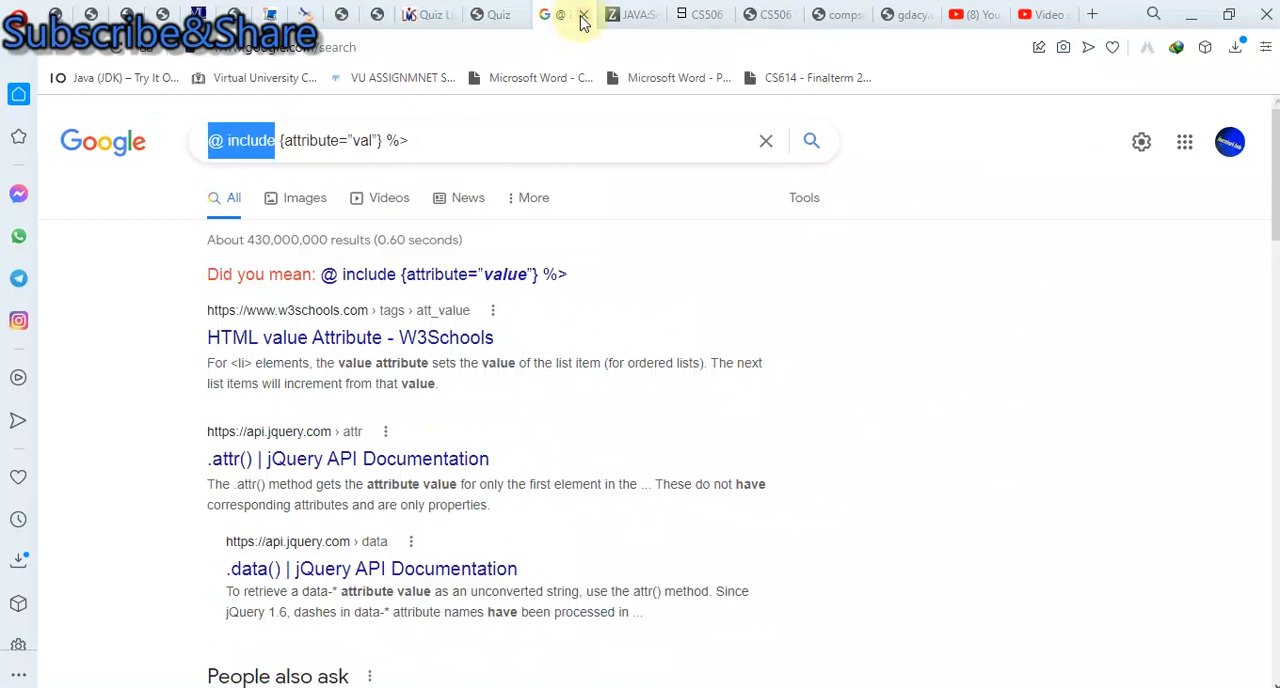 Quiz Li
Quiz
@ i
JAVA:Se
CS506
CS506
comps
gdacy.
(8) You
Video
Subscribe&Share
www.google.com/search
Java (JDK) – Try It O...
Virtual University C...
VU ASSIGNMNET S...
Microsoft Word - C...
Microsoft Word - P...
CS614 - Finalterm 2...
Google
@ include {attribute=”val”} %>
All
Images
Videos
News
More
Tools
About 430,000,000 results (0.60 seconds)
Did you mean: @ include {attribute=”value”} %>
https://www.w3schools.com › tags › att_value
HTML value Attribute - W3Schools
For <li> elements, the value attribute sets the value of the list item (for ordered lists). The next
list items will increment from that value.
https://api.jquery.com › attr
.attr() | jQuery API Documentation
The .attr() method gets the attribute value for only the first element in the ... These do not have
corresponding attributes and are only properties.
https://api.jquery.com › data
.data() | jQuery API Documentation
To retrieve a data-* attribute value as an unconverted string, use the attr() method. Since
jQuery 1.6, dashes in data-* attribute names have been processed in ...
People also ask